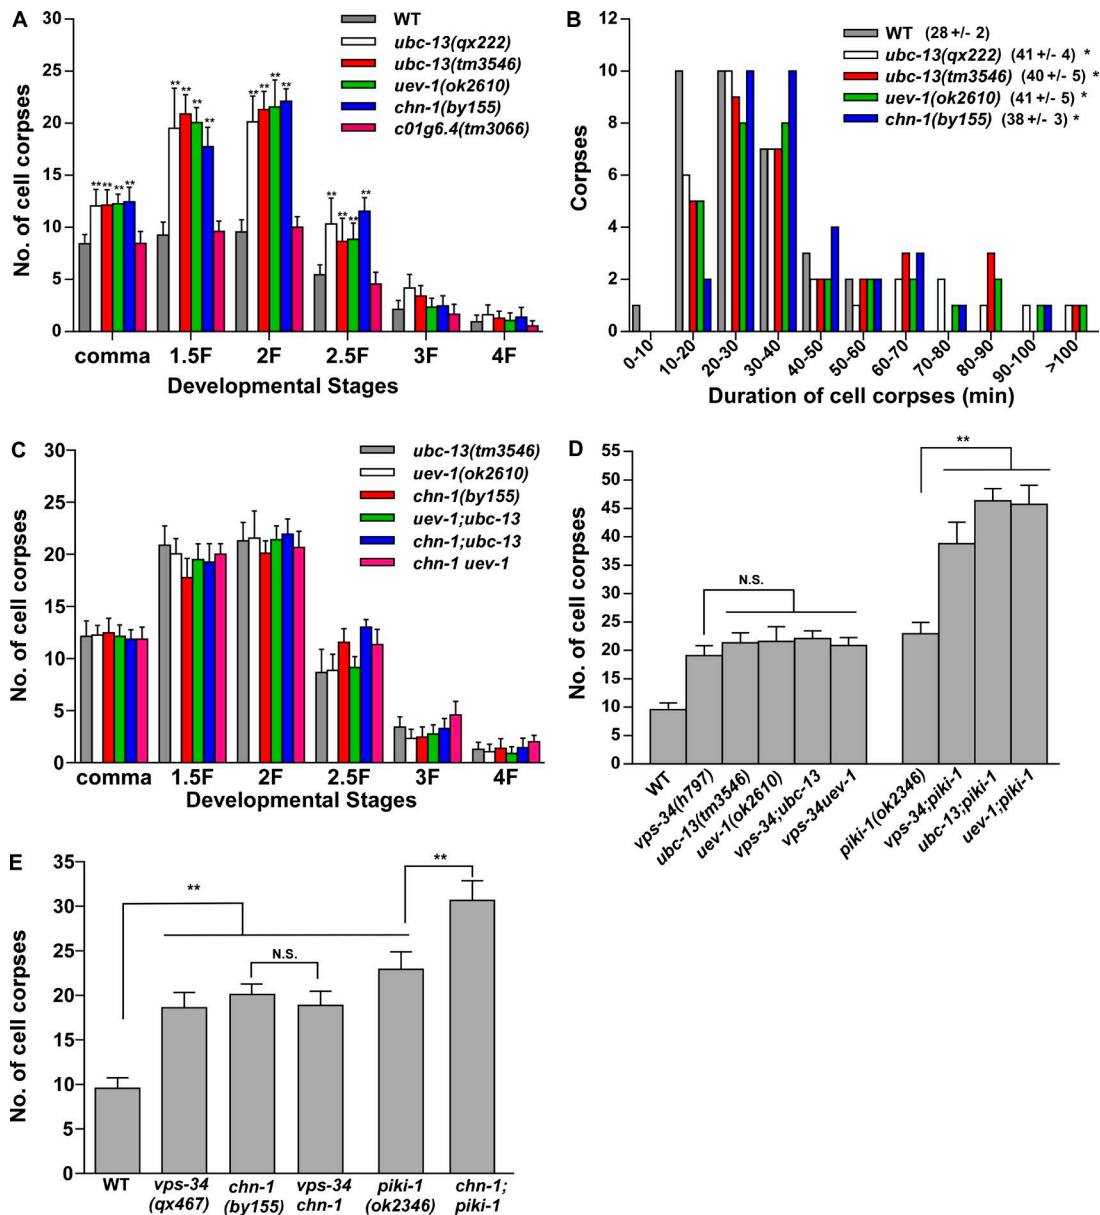 A
No. of cell corpses
30
25
20
15
10
5
0
WT
ubc-13(qx222)
ubc-13(tm3546)
uev-1(ok2610)
chn-1(by155)
c01g6.4(tm3066)
** ** ** **
** ** ** **
** ** ** **
** ** ** **
comma 1.5F 2F 2.5F 3F 4F
Developmental Stages
B
Corpses
12
10
8
6
4
2
0
WT (28 +/- 2)
ubc-13(qx222) (41 +/- 4) *
ubc-13(tm3546) (40 +/- 5) *
uev-1(ok2610) (41 +/- 5) *
chn-1(by155) (38 +/- 3) *
0-10 10-20 20-30 30-40 40-50 50-60 60-70 70-80 80-90 90-100 >100
Duration of cell corpses (min)
C
No. of cell corpses
30
25
20
15
10
5
0
ubc-13(tm3546)
uev-1(ok2610)
chn-1(by155)
uev-1;ubc-13
chn-1;ubc-13
chn-1 uev-1
comma 1.5F 2F 2.5F 3F 4F
Developmental Stages
D
No. of cell corpses
55
50
45
40
35
30
25
20
15
10
5
0
N.S.
**
WT
vps-34(h797)
ubc-13(tm3546)
uev-1(ok2610)
vps-34;ubc-13
vps-34uev-1
piki-1(ok2346)
vps-34;piki-1
ubc-13;piki-1
uev-1;piki-1
E
No. of cell corpses
35
30
25
20
15
10
5
0
**
N.S.
**
WT vps-34 chn-1 vps-34 piki-1 chn-1;
(qx467) (by155) chn-1 (ok2346) piki-1